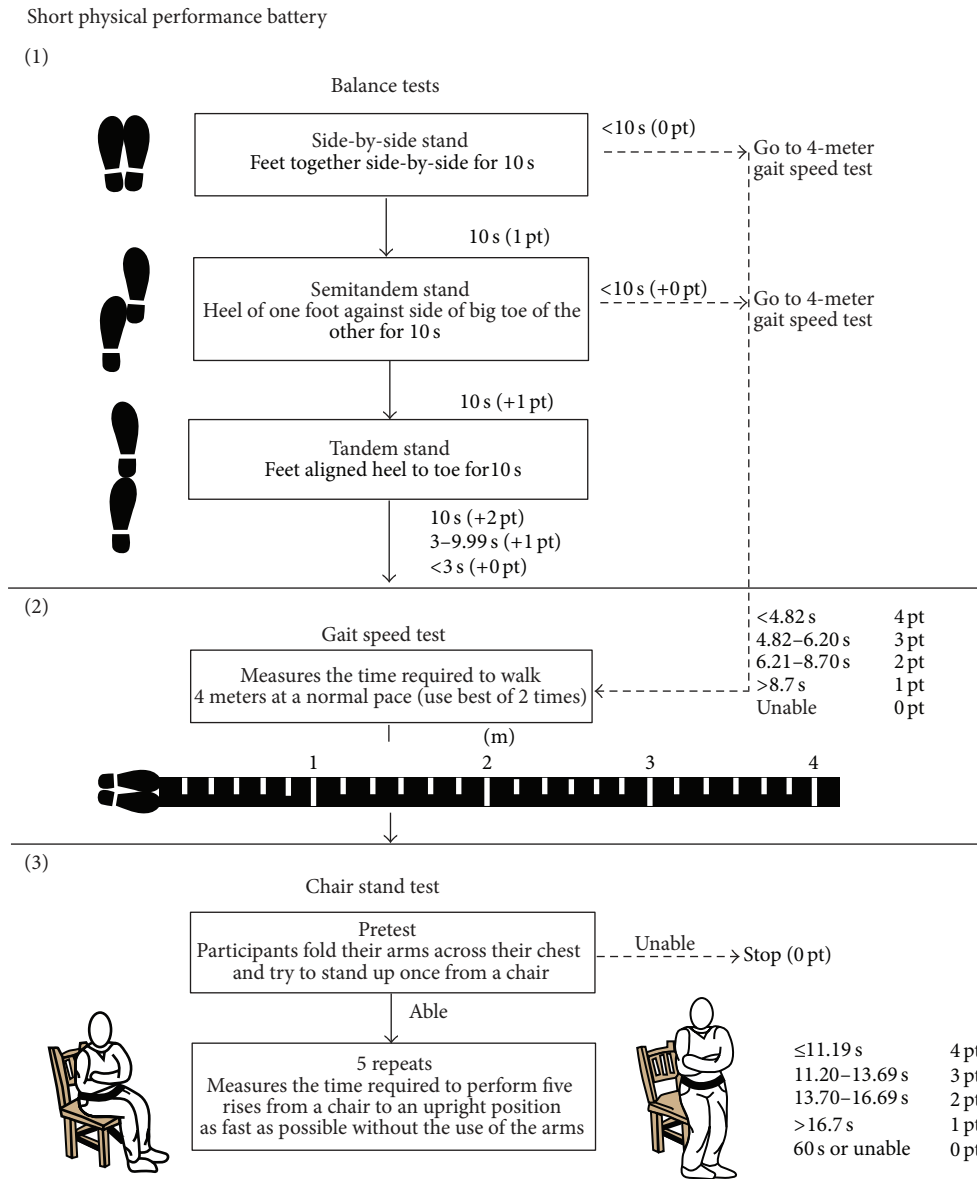 Short physical performance battery
(1)
Balance tests
Side-by-side stand
Feet together side-by-side for 10 s
<10 s (0 pt)
Go to 4-meter
gait speed test
10 s (1 pt)
Semitandem stand
Heel of one foot against side of big toe of the
other for 10 s
<10 s (+0 pt)
Go to 4-meter
gait speed test
10 s (+1 pt)
Tandem stand
Feet aligned heel to toe for10 s
10 s (+2 pt)
3–9.99 s (+1 pt)
<3 s (+0 pt)
(2)
Gait speed test
Measures the time required to walk
4 meters at a normal pace (use best of 2 times)
<4.82 s 4 pt
4.82–6.20 s 3 pt
6.21–8.70 s 2 pt
>8.7 s 1 pt
Unable 0 pt
(m)
1 2 3 4
(3)
Chair stand test
Pretest
Participants fold their arms across their chest
and try to stand up once from a chair
Unable
Stop (0 pt)
Able
5 repeats
Measures the time required to perform five
rises from a chair to an upright position
as fast as possible without the use of the arms
≤11.19 s 4 pt
11.20–13.69 s 3 pt
13.70–16.69 s 2 pt
>16.7 s 1 pt
60 s or unable 0 pt